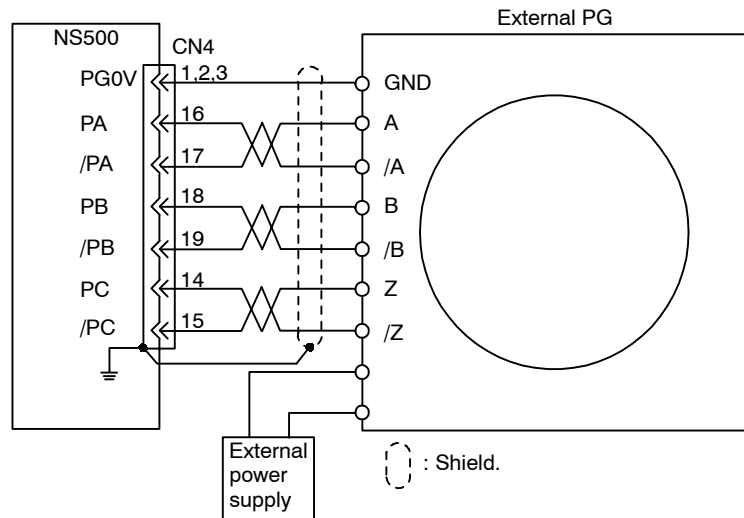 External PG
NS500
CN4
PG0V 1,2,3 GND
PA 16 A
/PA 17 /A
PB 18 B
/PB 19 /B
PC 14 Z
/PC 15 /Z
External
power
supply
: Shield.